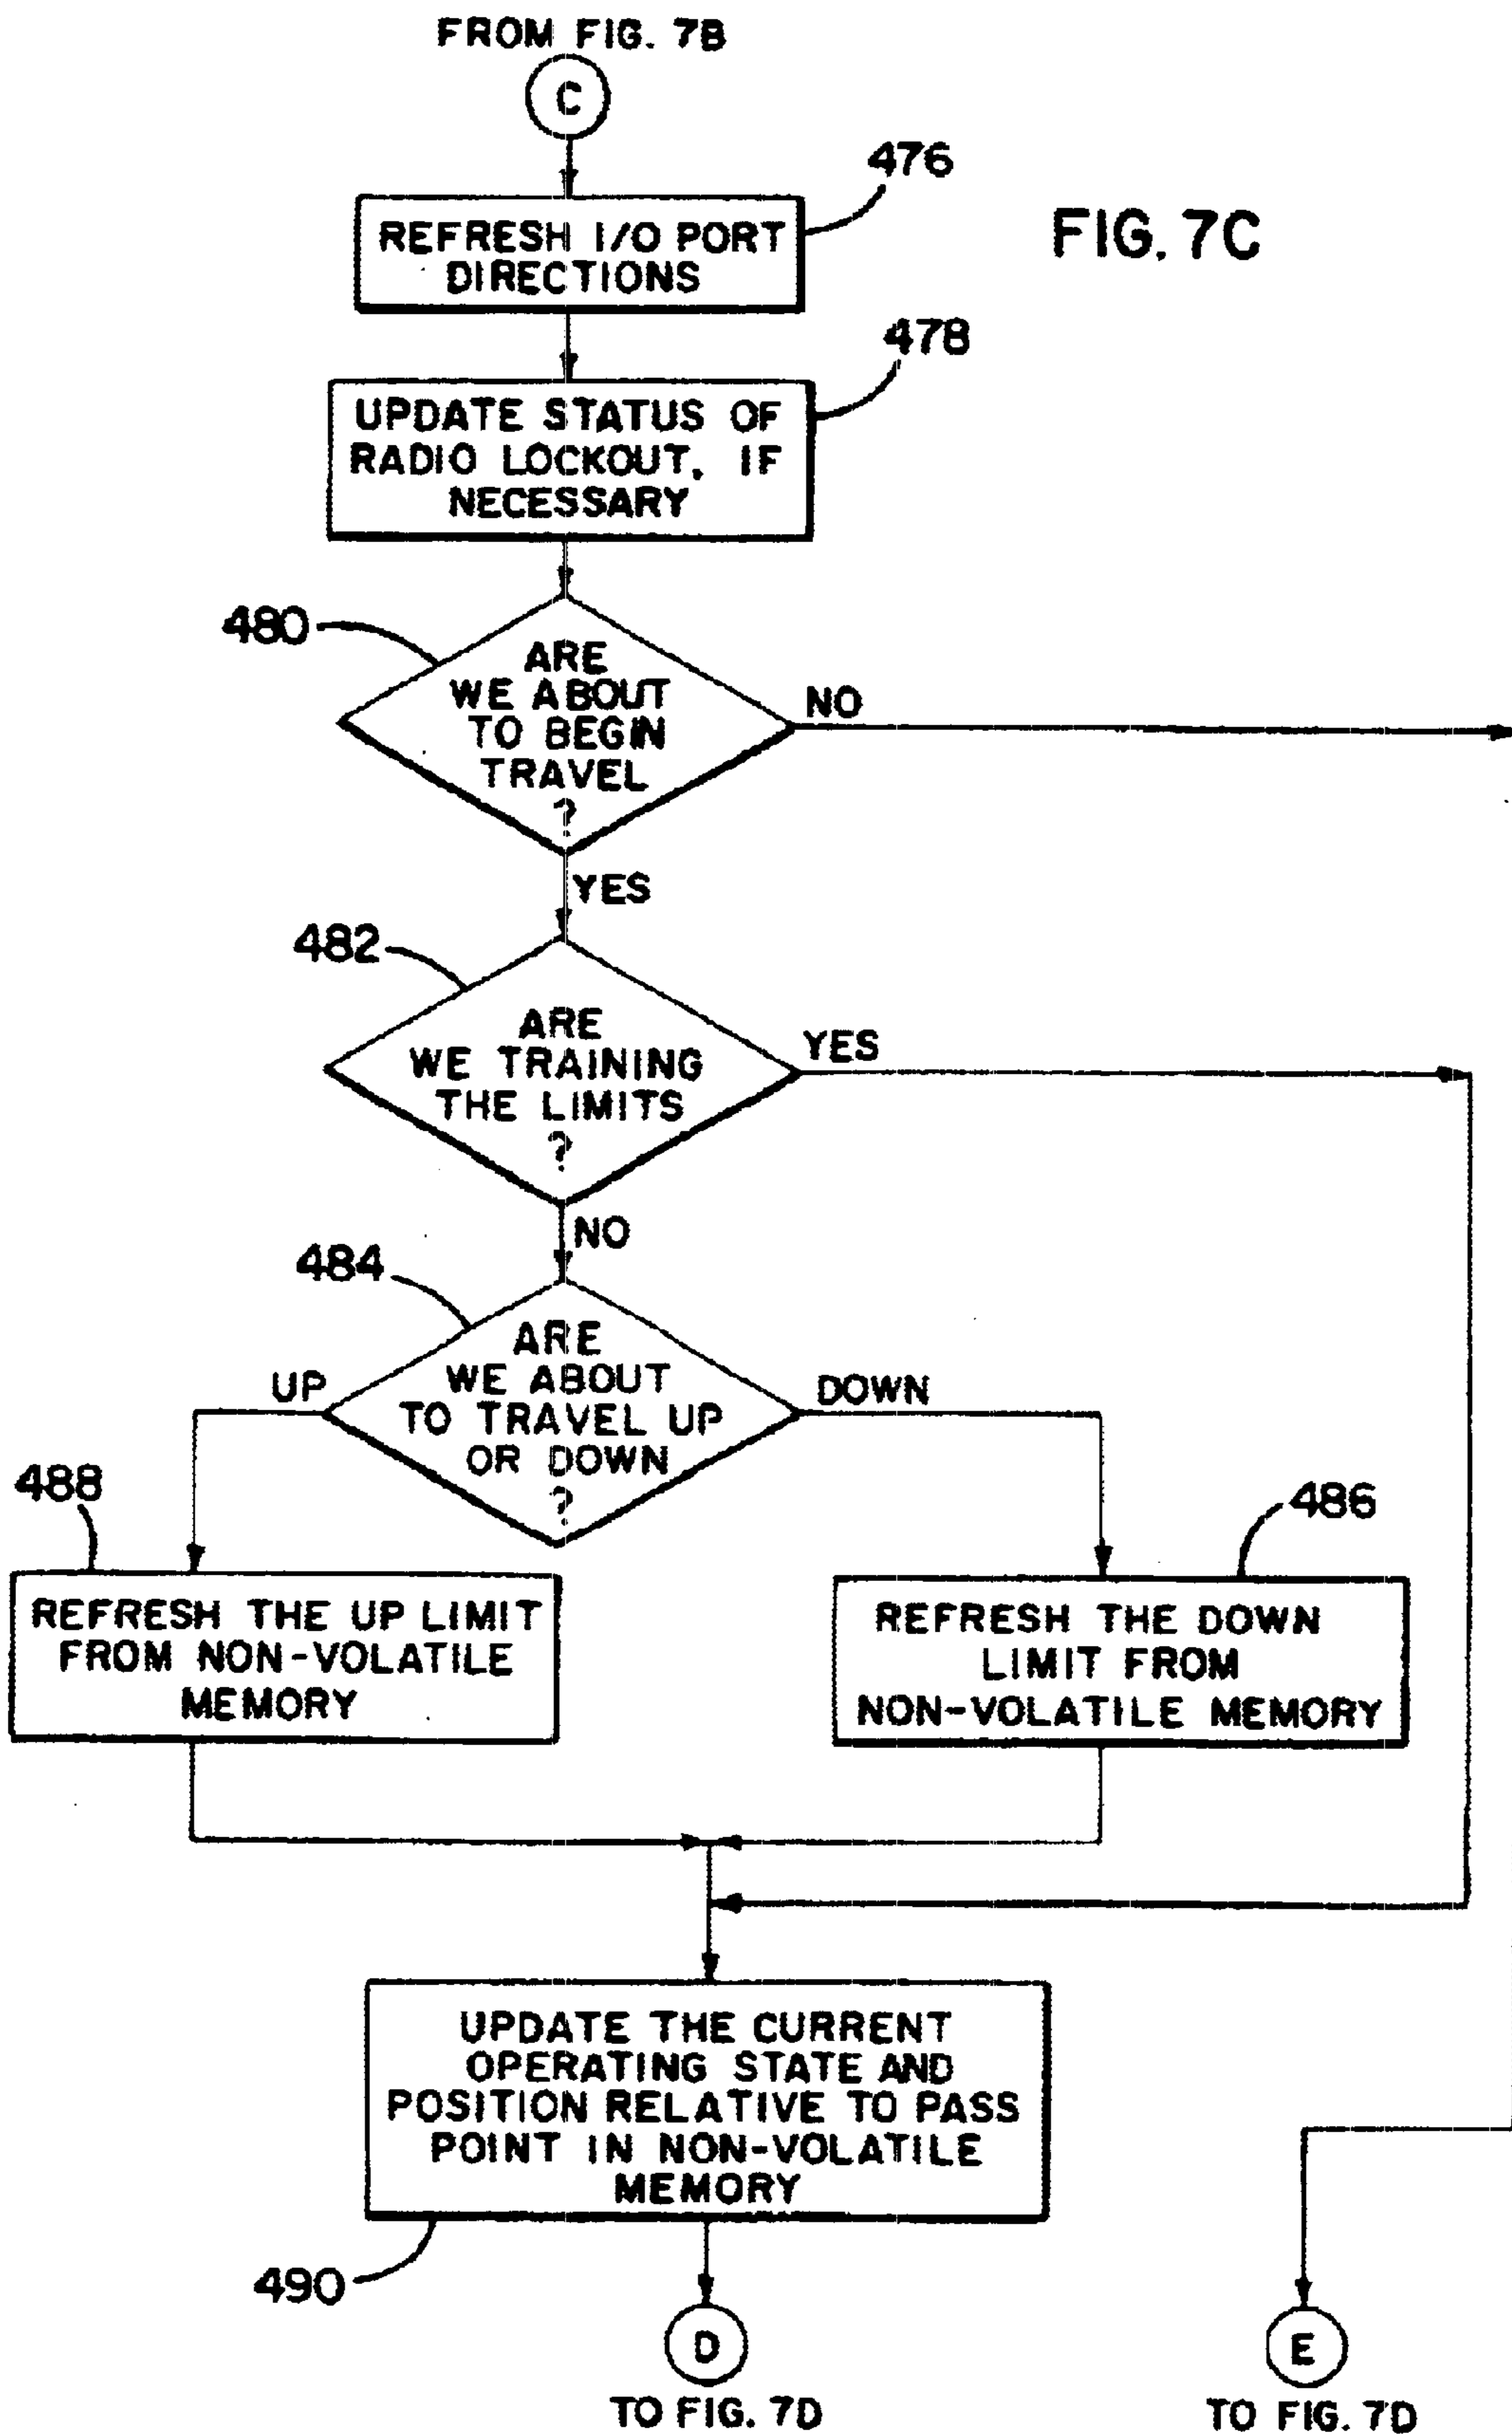 FROM FIG. 7B
C
476
REFRESH I/O PORT
DIRECTIONS
FIG. 7C
478
UPDATE STATUS OF
RADIO LOCKOUT, IF
NECESSARY
480
ARE
WE ABOUT
TO BEGIN
TRAVEL
?
NO
YES
482
ARE
WE TRAINING
THE LIMITS
?
YES
NO
484
ARE
WE ABOUT
TO TRAVEL UP
OR DOWN
?
UP
DOWN
488
REFRESH THE UP LIMIT
FROM NON-VOLATILE
MEMORY
486
REFRESH THE DOWN
LIMIT FROM
NON-VOLATILE MEMORY
UPDATE THE CURRENT
OPERATING STATE AND
POSITION RELATIVE TO PASS
POINT IN NON-VOLATILE
MEMORY
490
D
TO FIG. 7D
E
TO FIG. 7D